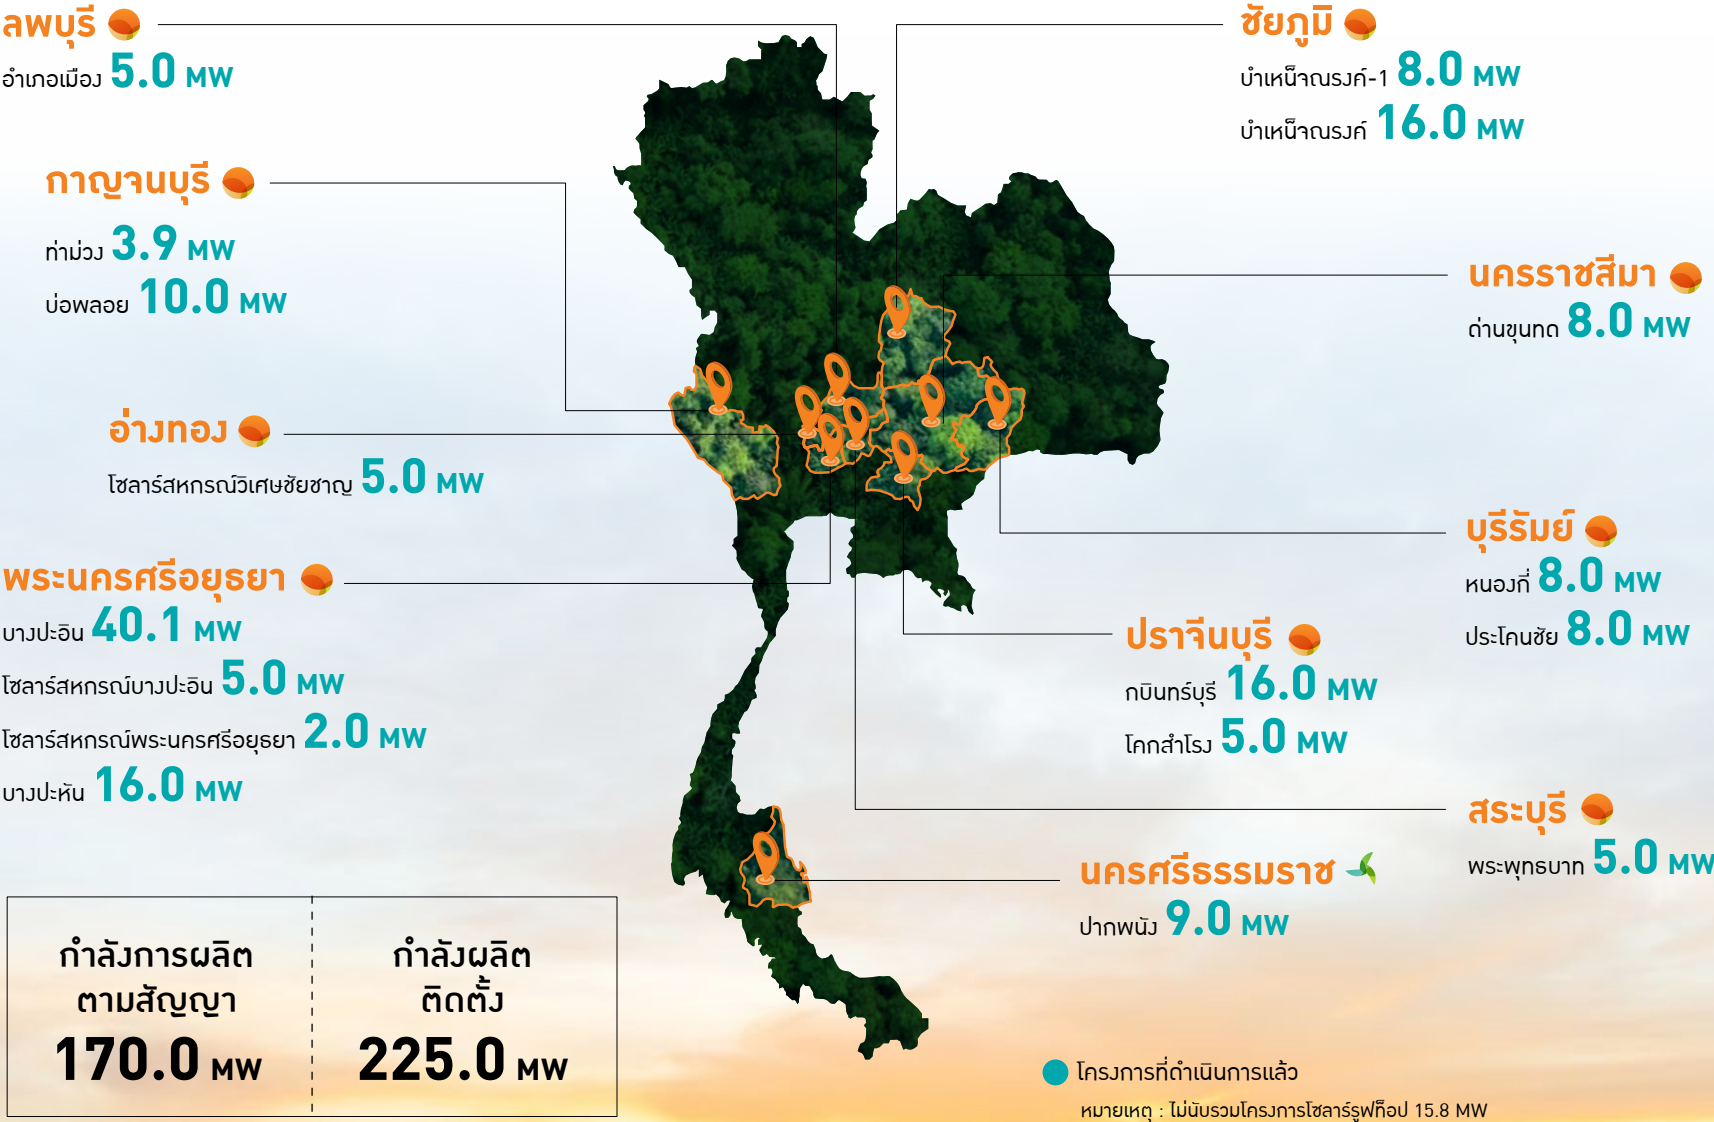 ลพบุรี
อำเภอเมือง 5.0 MW
กาญจนบุรี
ท่าม่วง 3.9 MW
บ่อพลอย 10.0 MW
อ่างทอง
โซลาร์สหกรณ์วิเศษชัยชาญ 5.0 MW
พระนครศรีอยุธยา
บางปะอิน 40.1 MW
โซลาร์สหกรณ์บางปะอิน 5.0 MW
โซลาร์สหกรณ์พระนครศรีอยุธยา 2.0 MW
บางปะหัน 16.0 MW
ชัยภูมิ
บำเหน็จณรงค์-1 8.0 MW
บำเหน็จณรงค์ 16.0 MW
นครราชสีมา
ด่านขุนทด 8.0 MW
บุรีรัมย์
หนองกี่ 8.0 MW
ประโคนชัย 8.0 MW
ปราจีนบุรี
กบินทร์บุรี 16.0 MW
โคกสำโรง 5.0 MW
สระบุรี
พระพุทธบาท 5.0 MW
นครศรีธรรมราช
ปากพนัง 9.0 MW
กำลังการผลิต
ตามสัญญา
170.0 MW
กำลังผลิต
ติดตั้ง
225.0 MW
โครงการที่ดำเนินการแล้ว
หมายเหตุ : ไม่นับรวมโครงการโซลาร์รูฟท็อป 15.8 MW